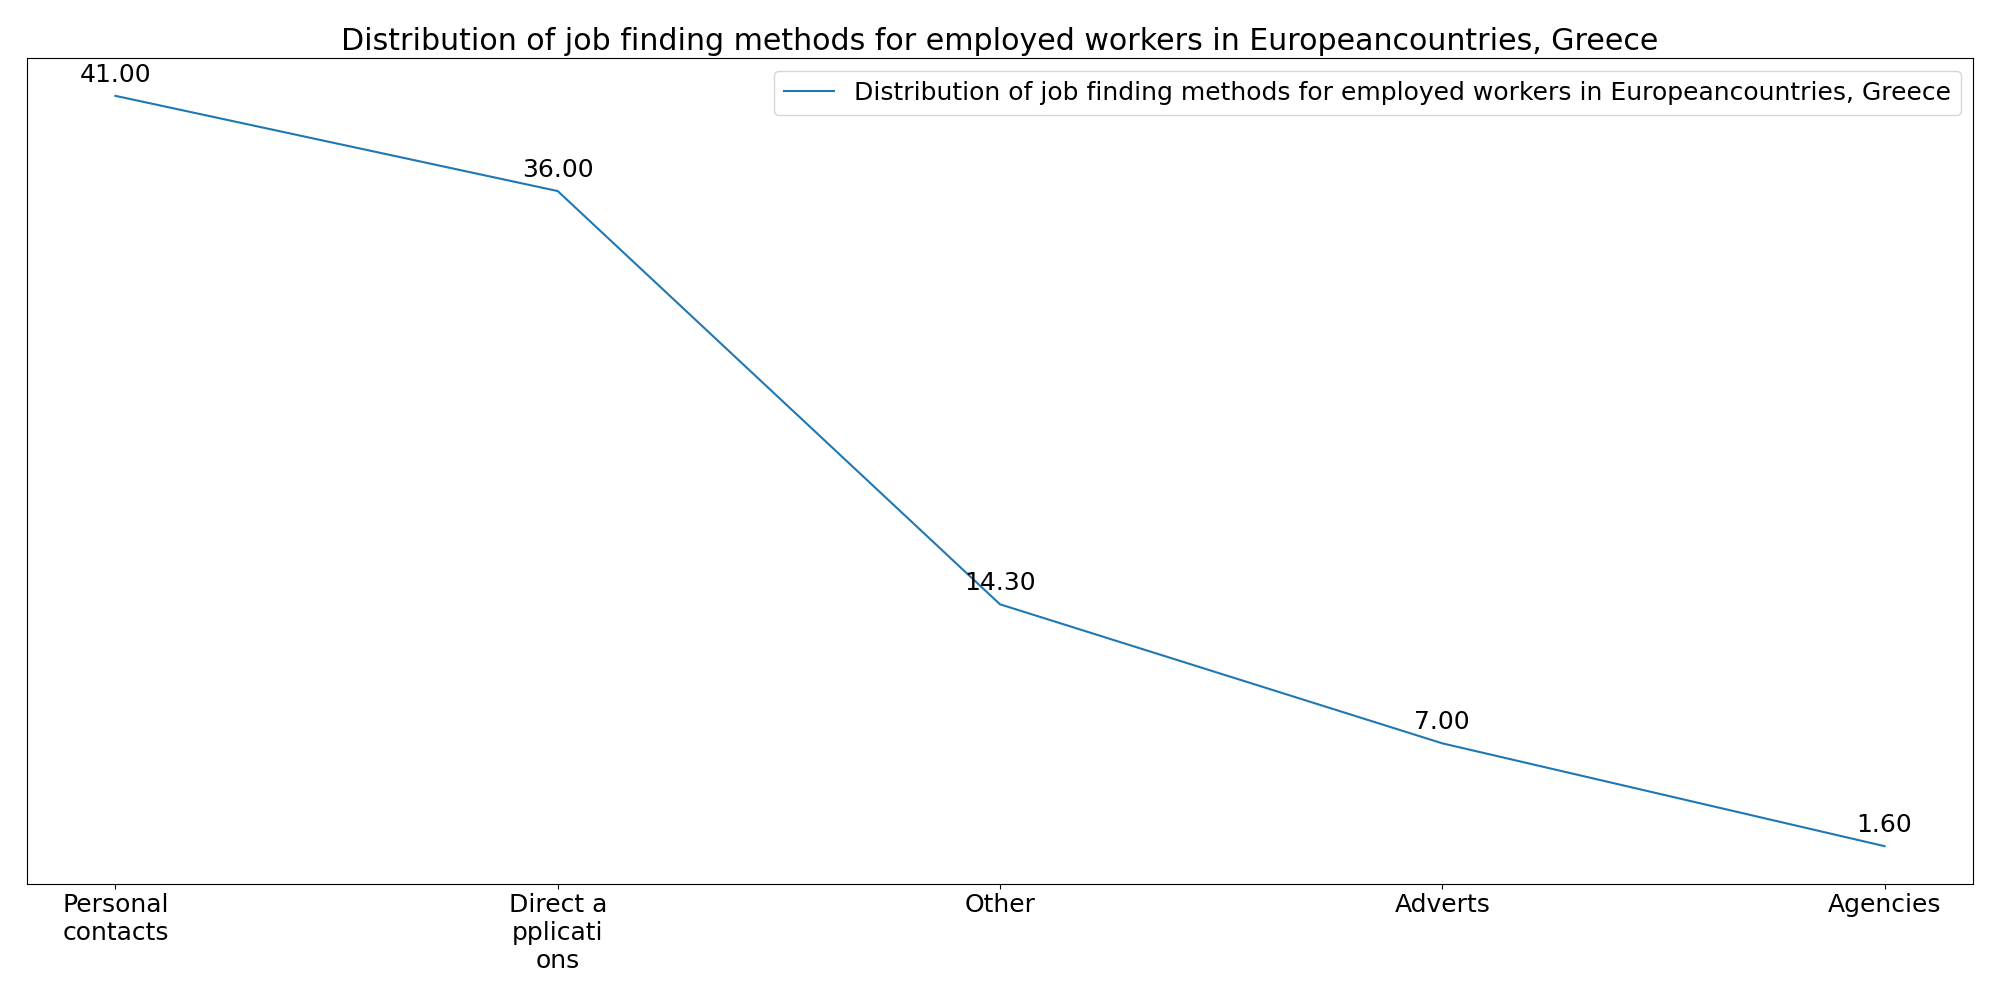 Distribution of job finding methods for employed workers in Europeancountries, Greece
Distribution of job finding methods for employed workers in Europeancountries, Greece
41.00
36.00
14.30
7.00
1.60
Personal
contacts
Direct a
pplicati
ons
Other
Adverts
Agencies